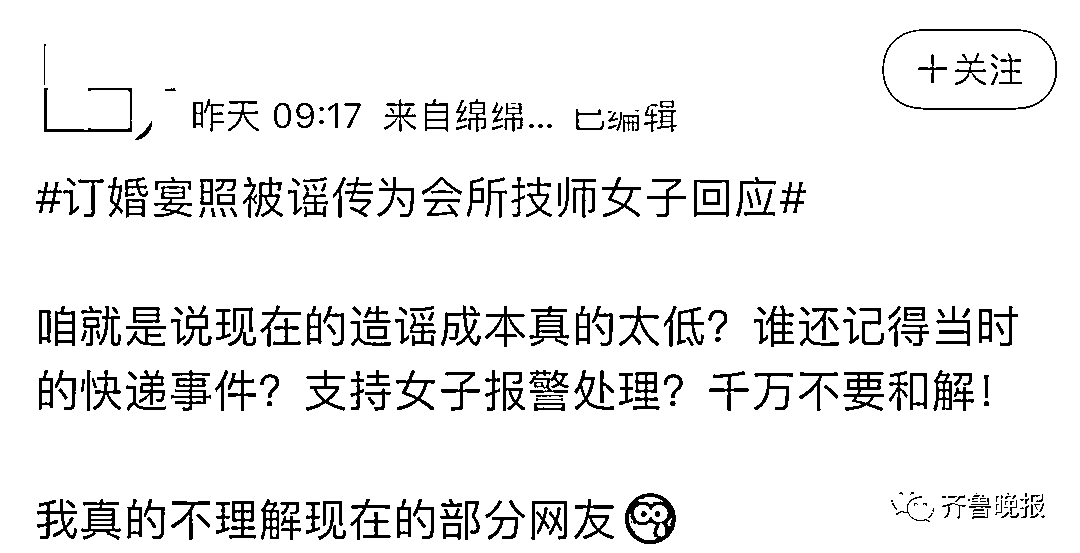 +关注
昨天 09:17 来自绵绵... 已编辑
#订婚宴照被谣传为会所技师女子回应#
咱就是说现在的造谣成本真的太低？谁还记得当时
的快递事件？支持女子报警处理？千万不要和解！
我真的不理解现在的部分网友
齐鲁晚报